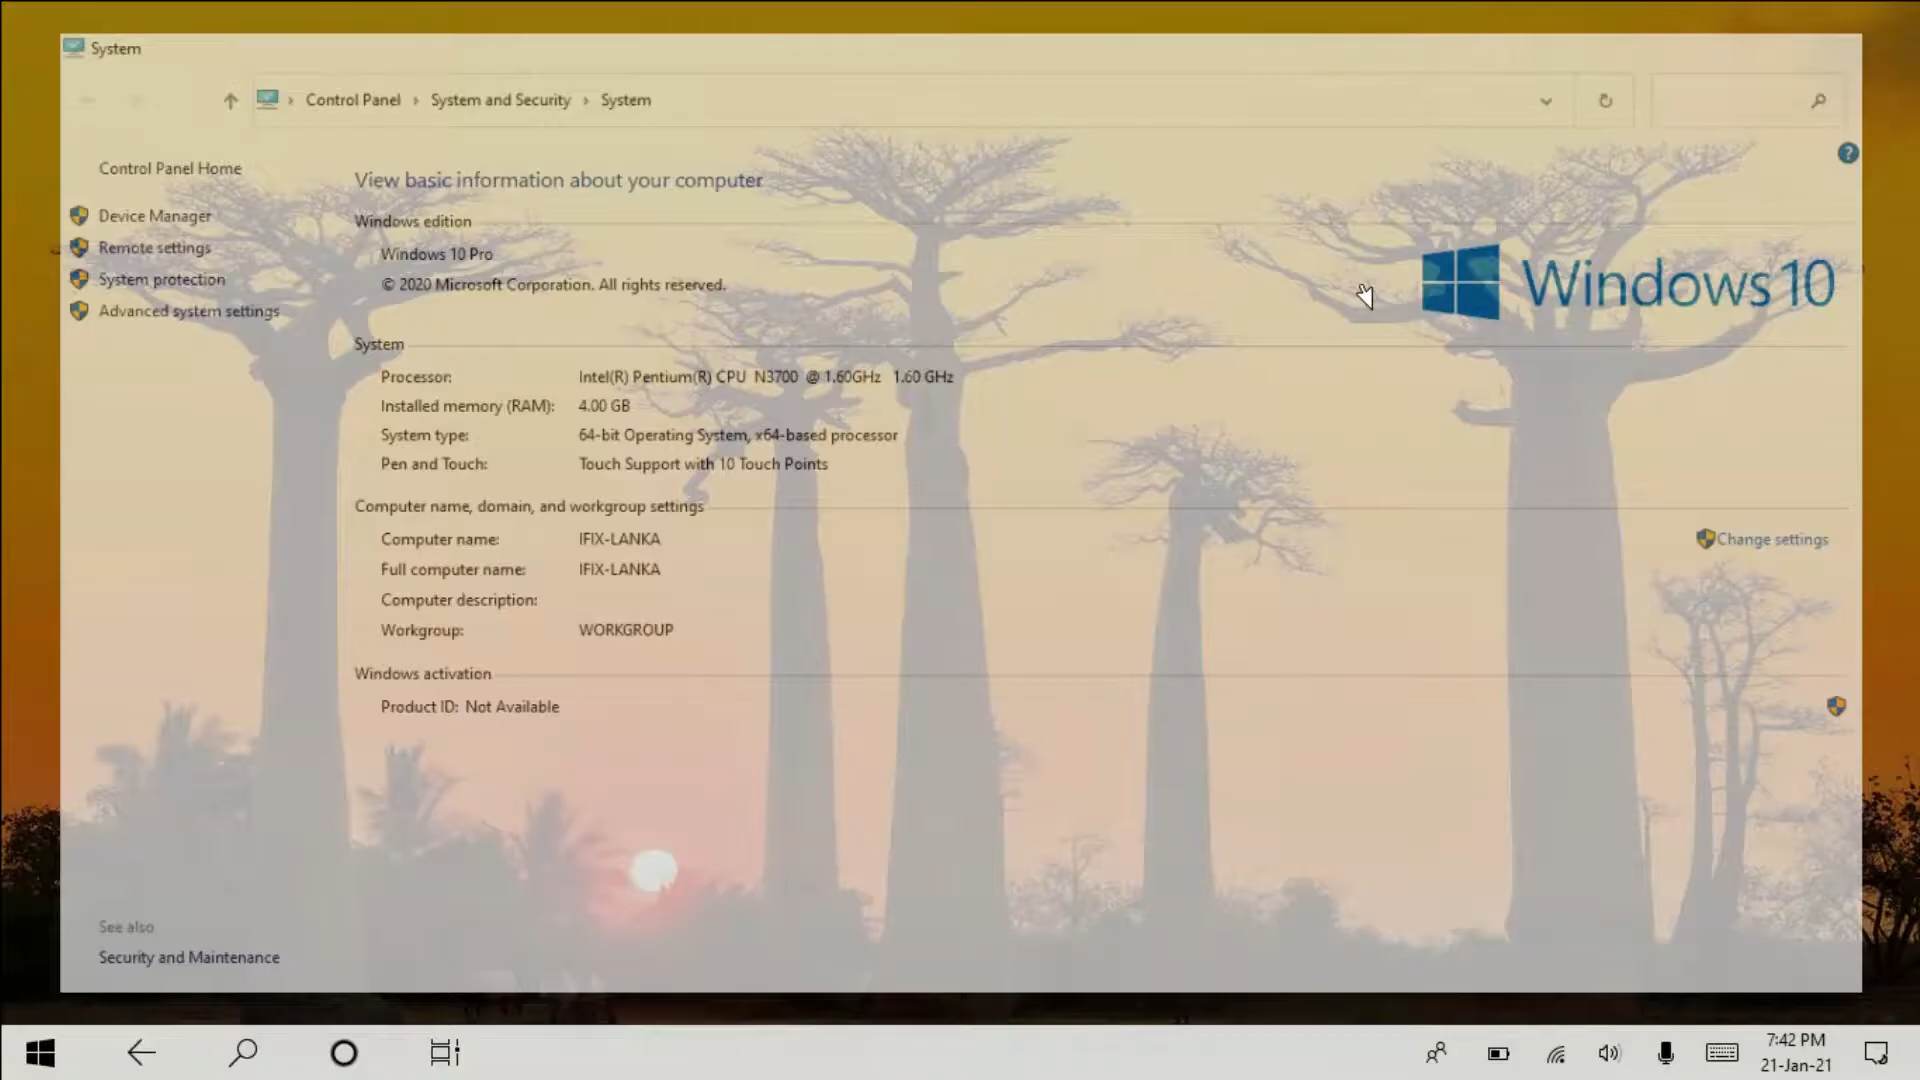 System
Control Panel › System and Security › System
Control Panel Home
Device Manager
Remote settings
System protection
Advanced system settings
View basic information about your computer
Windows edition
Windows 10 Pro
© 2020 Microsoft Corporation. All rights reserved.
Windows 10
System
Processor: Intel(R) Pentium(R) CPU N3700 @ 1.60GHz 1.60 GHz
Installed memory (RAM): 4.00 GB
System type: 64-bit Operating System, x64-based processor
Pen and Touch: Touch Support with 10 Touch Points
Computer name, domain, and workgroup settings
Computer name: IFIX-LANKA
Change settings
Full computer name: IFIX-LANKA
Computer description:
Workgroup: WORKGROUP
Windows activation
Product ID: Not Available
See also
Security and Maintenance
7:42 PM
21-Jan-21